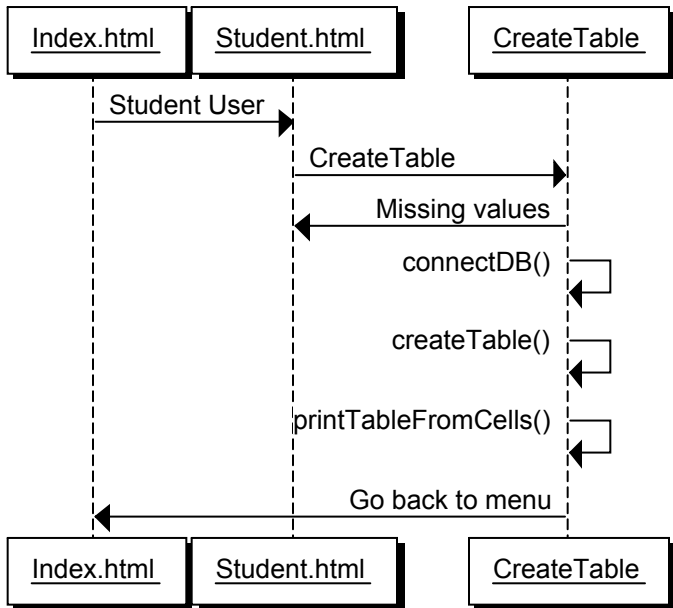 Index.html
Student.html
CreateTable
Student User
CreateTable
Missing values
connectDB()
createTable()
printTableFromCells()
Go back to menu
Index.html
Student.html
CreateTable